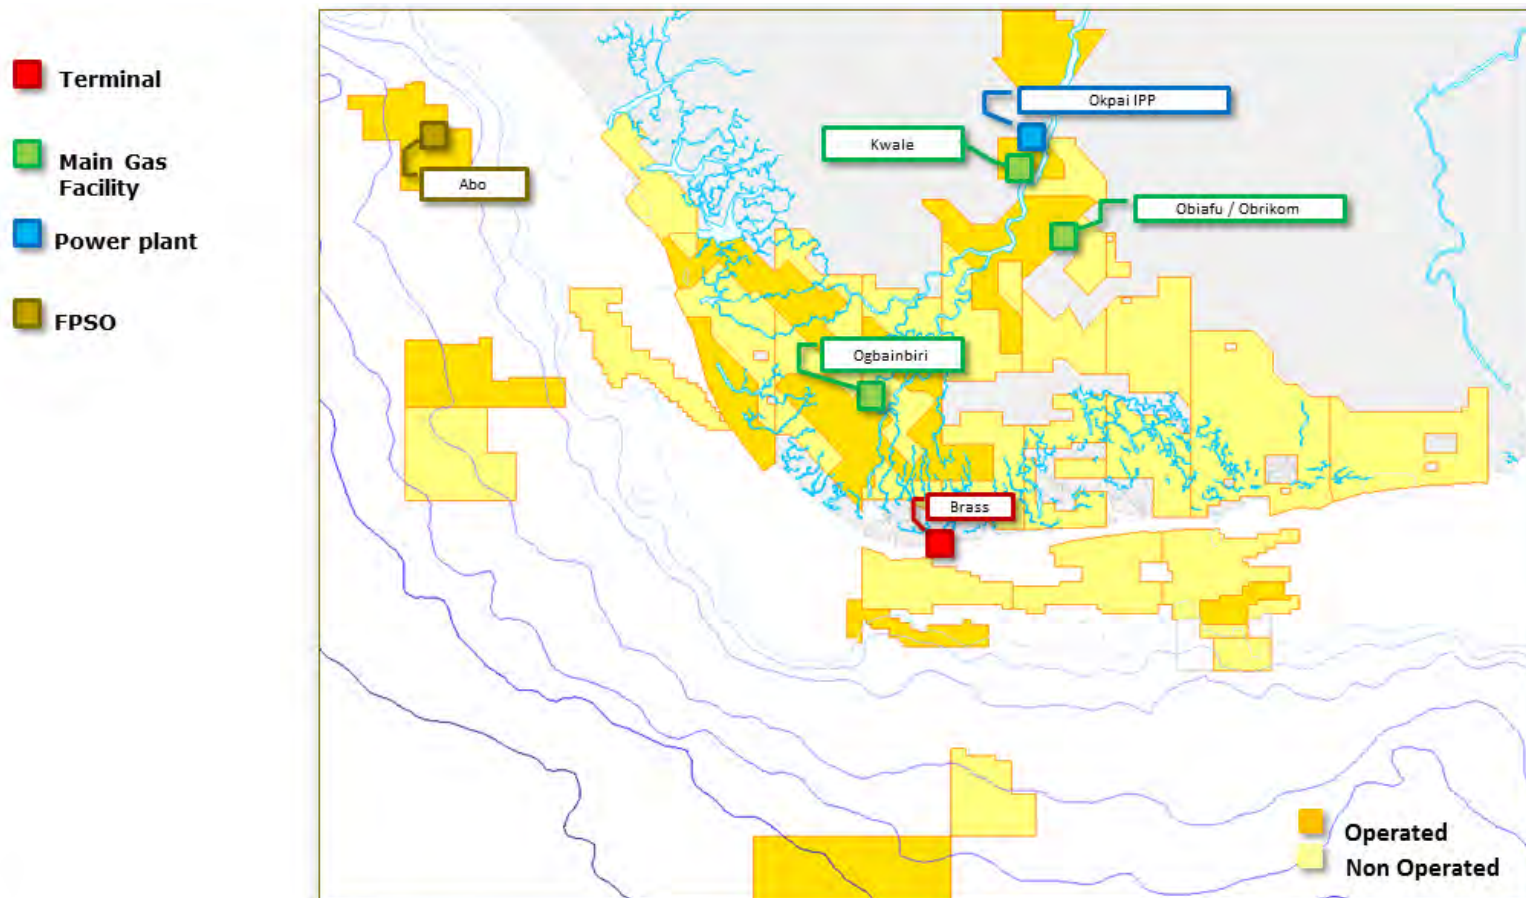 Terminal
Main Gas
Facility
Power plant
FPSO
Okpai IPP
Kwale
Abo
Obiafu / Obrikom
Ogbainbiri
Brass
Operated
Non Operated